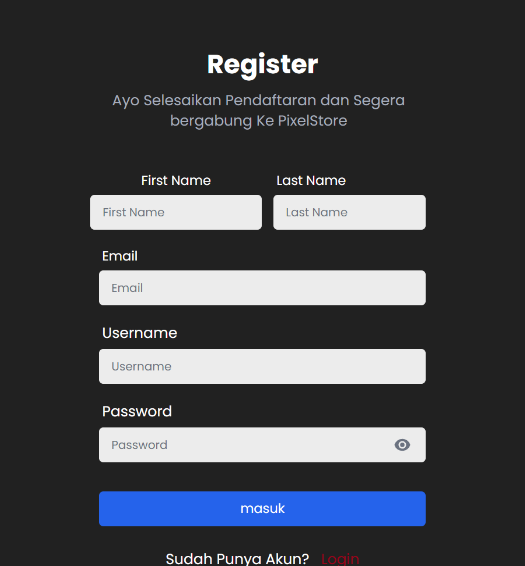 Register
Ayo Selesaikan Pendaftaran dan Segera
bergabung Ke PixelStore
First Name Last Name
First Name Last Name
Email
Email
Username
Username
Password
Password
masuk
Sudah Punya Akun? Login